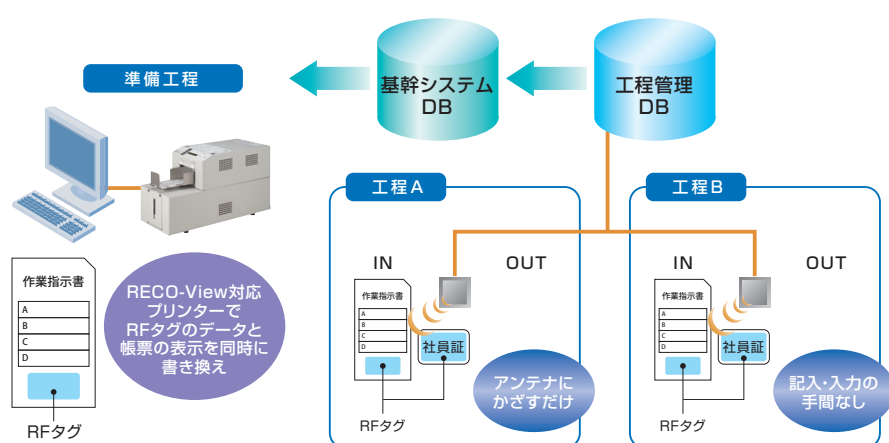 準備工程
基幹システム
DB
工程管理
DB
作業指示書
A
B
C
D
RFタグ
RECO-View対応
プリンターで
RFタグのデータと
帳票の表示を同時に
書き換え
工程A
IN
OUT
作業指示書
A
B
C
D
社員証
RFタグ
アンテナに
かざすだけ
工程B
IN
OUT
作業指示書
A
B
C
D
社員証
RFタグ
記入・入力の
手間なし